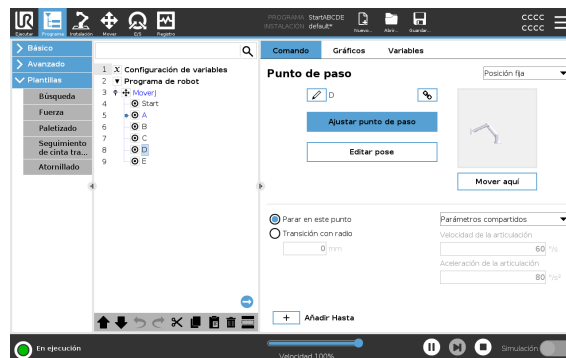 UR
Ejecutar Programa Instalación Mover E/S Registro
PROGRAMA StartABCDE
INSTALACIÓN default*
Nuevo... Abrir... Guardar...
CCCC
CCCC
Básico
Avanzado
Plantillas
Búsqueda
Fuerza
Paletizado
Seguimiento
de cinta tra...
Atornillado
1 X Configuración de variables
2 Programa de robot
3 MoverJ
4 Start
5 A
6 B
7 C
8 D
9 E
Comando Gráficos Variables
Punto de paso
Posición fija
D
Ajustar punto de paso
Editar pose
Mover aquí
Parar en este punto
Transición con radio
0 mm
Parámetros compartidos
Velocidad de la articulación
60 °/s
Aceleración de la articulación
80 °/s²
+ Añadir Hasta
En ejecución
Velocidad 100%
Simulación